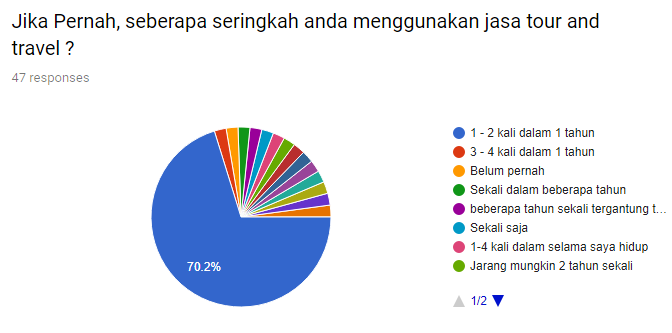 Jika Pernah, seberapa seringkah anda menggunakan jasa tour and
travel ?
47 responses
70.2%
1 - 2 kali dalam 1 tahun
3 - 4 kali dalam 1 tahun
Belum pernah
Sekali dalam beberapa tahun
beberapa tahun sekali tergantung t…
Sekali saja
1-4 kali dalam selama saya hidup
Jarang mungkin 2 tahun sekali
1/2